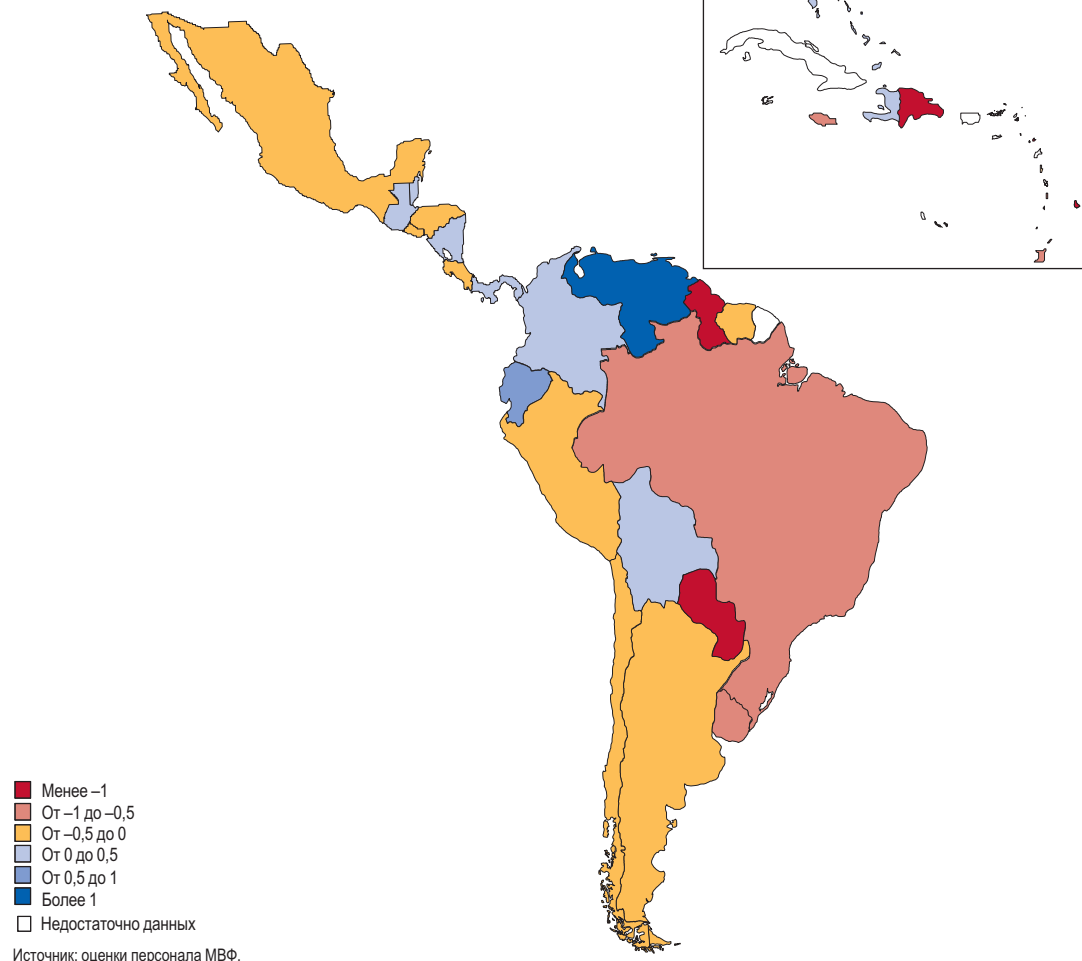 Менее –1
От –1 до –0,5
От –0,5 до 0
От 0 до 0,5
От 0,5 до 1
Более 1
Недостаточно данных
Источник: оценки персонала МВФ.